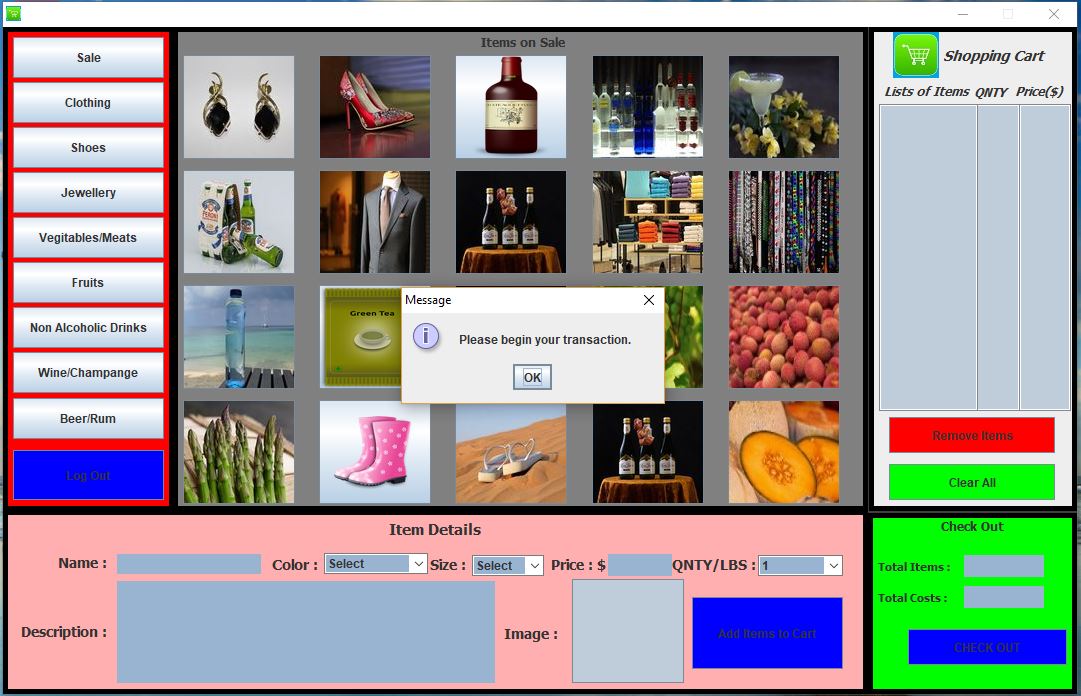 Sale
Clothing
Shoes
Jewellery
Vegitables/Meats
Fruits
Non Alcoholic Drinks
Wine/Champange
Beer/Rum
Log Out
Items on Sale
PERONI
Green Tea
Message
Please begin your transaction.
OK
Shopping Cart
Lists of Items QNTY Price($)
Remove Items
Clear All
Item Details
Name :
Color : Select
Size : Select
Price : $
QNTY/LBS : 1
Description :
Image :
Add Items to Cart
Check Out
Total Items :
Total Costs :
CHECK OUT